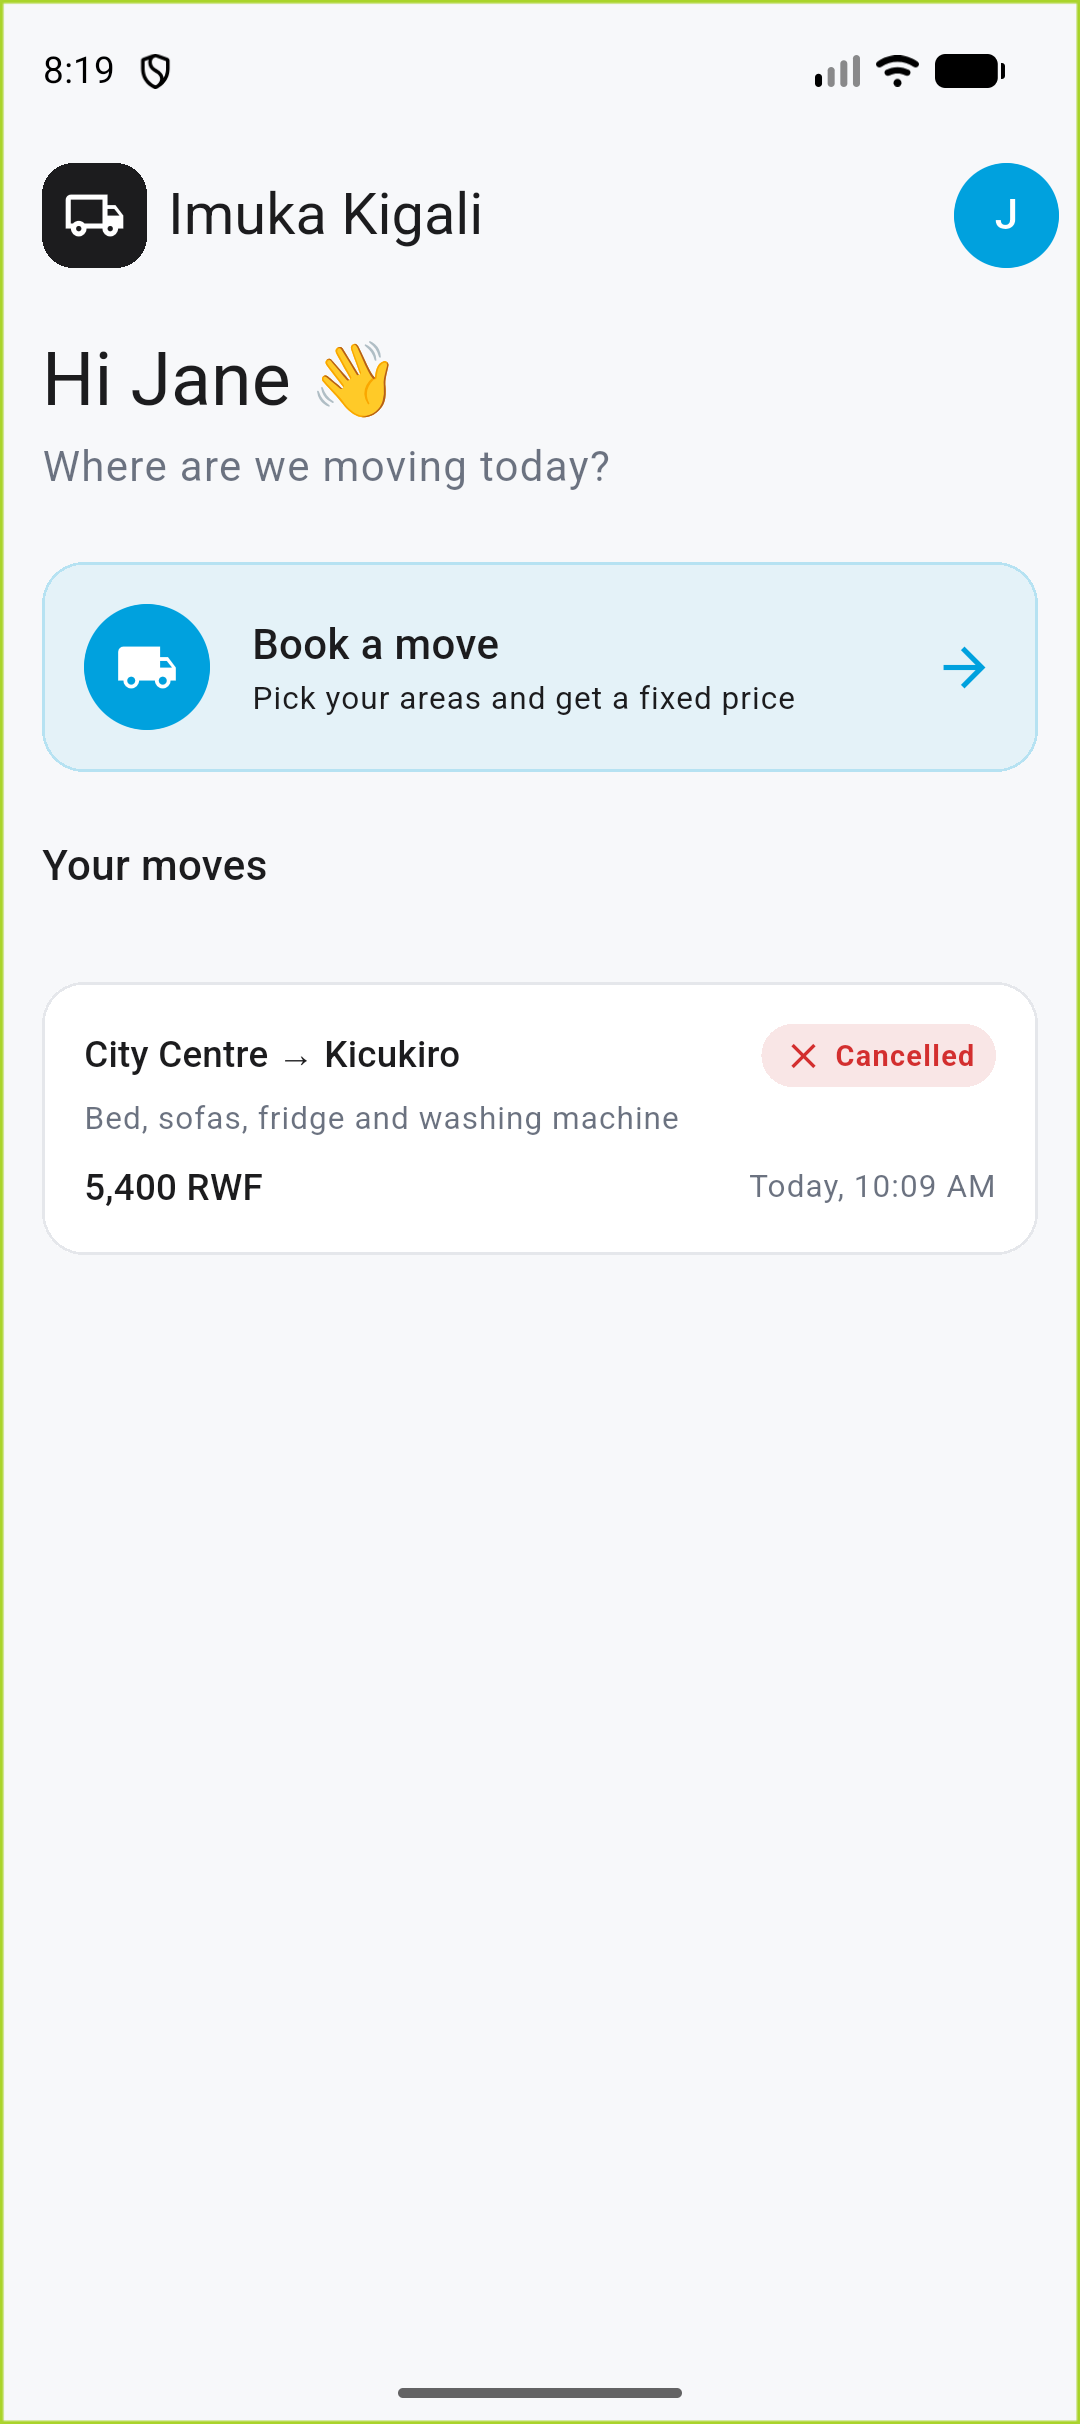 8:19
Imuka Kigali
J
Hi Jane 👋
Where are we moving today?
Book a move
Pick your areas and get a fixed price
Your moves
City Centre → Kicukiro
Cancelled
Bed, sofas, fridge and washing machine
5,400 RWF
Today, 10:09 AM